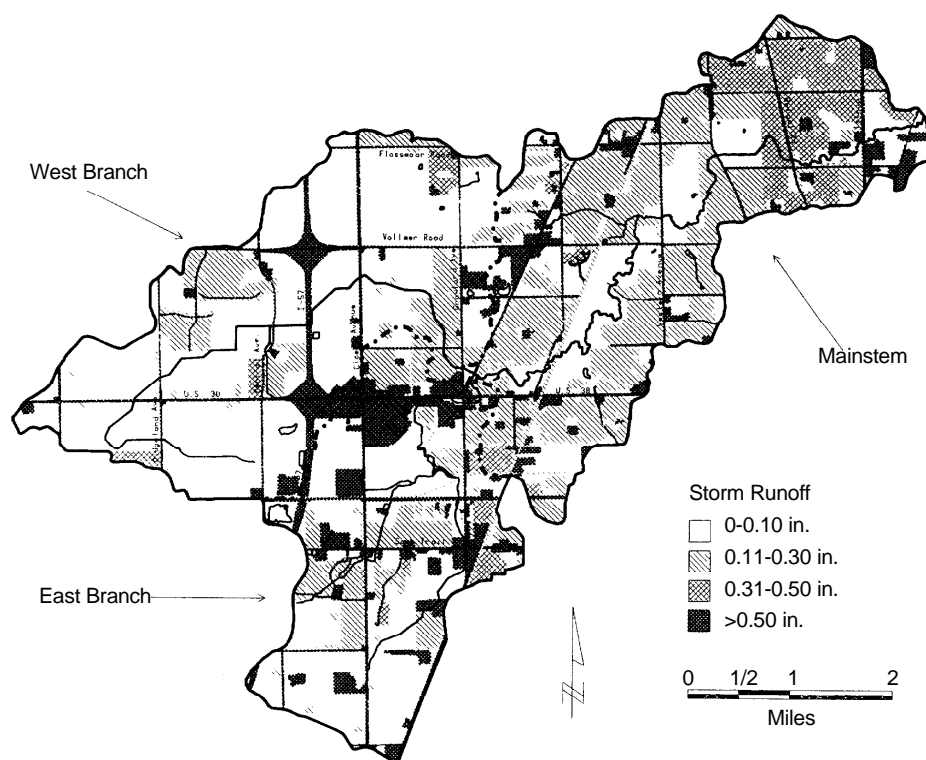 Flossmoor Road
West Branch
Vollmer Road
I-57
Mainstem
U.S. 30
U.S. 30
Storm Runoff
0-0.10 in.
0.11-0.30 in.
0.31-0.50 in.
>0.50 in.
East Branch
0 1/2 1 2
Miles